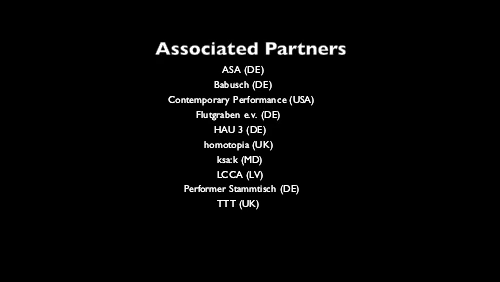 Associated Partners
ASA (DE)
Babusch (DE)
Contemporary Performance (USA)
Flutgraben e.v. (DE)
HAU 3 (DE)
homotopia (UK)
ksa:k (MD)
LCCA (LV)
Performer Stammtisch (DE)
TTT (UK)